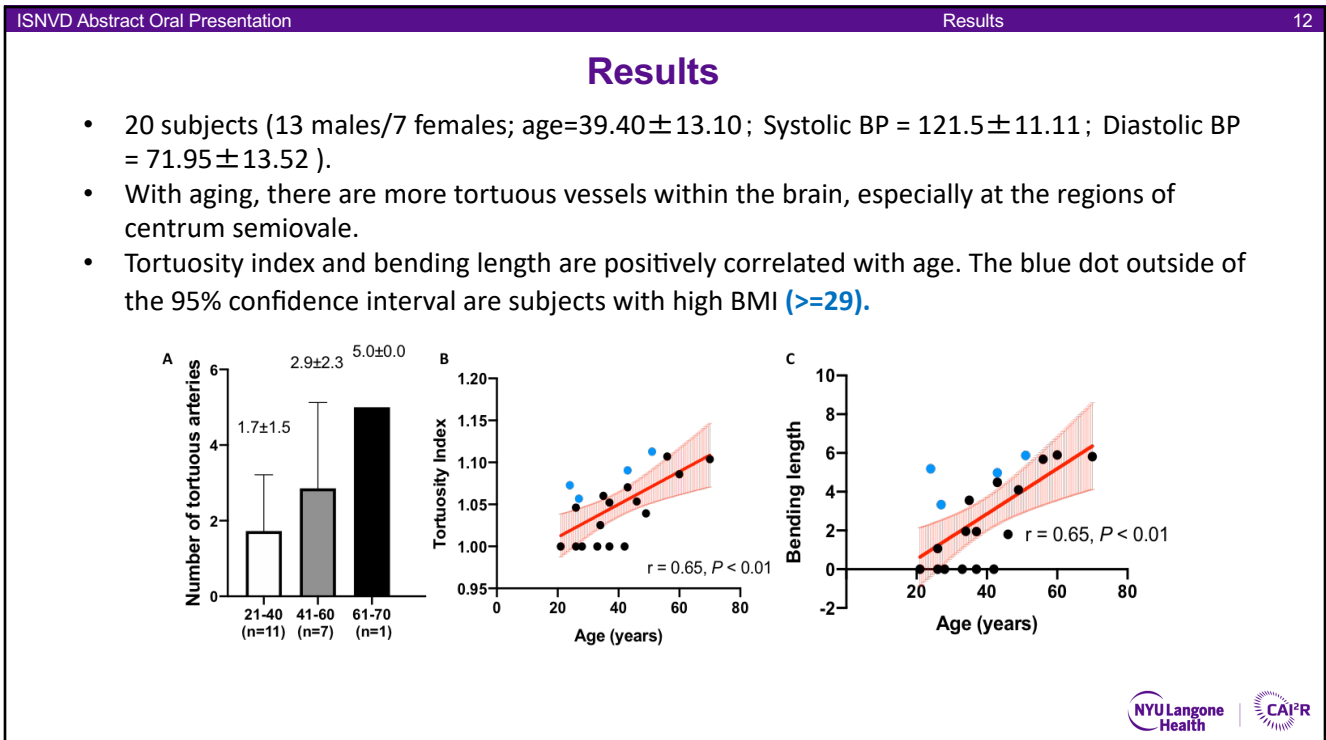 ISNVD Abstract Oral Presentation Results 12
Results
• 20 subjects (13 males/7 females; age=39.40±13.10; Systolic BP = 121.5±11.11; Diastolic BP
= 71.95±13.52 ).
• With aging, there are more tortuous vessels within the brain, especially at the regions of
centrum semiovale.
• Tortuosity index and bending length are positively correlated with age. The blue dot outside of
the 95% confidence interval are subjects with high BMI (>=29).
A
Number of tortuous arteries
6
4
2
0
1.7±1.5
2.9±2.3
5.0±0.0
21-40 41-60 61-70
(n=11) (n=7) (n=1)
B
Tortuosity Index
1.20
1.15
1.10
1.05
1.00
0.95
r = 0.65, P < 0.01
0 20 40 60 80
Age (years)
C
Bending length
10
8
6
4
2
0
-2
r = 0.65, P < 0.01
20 40 60 80
Age (years)
NYU Langone
Health
CAI²R